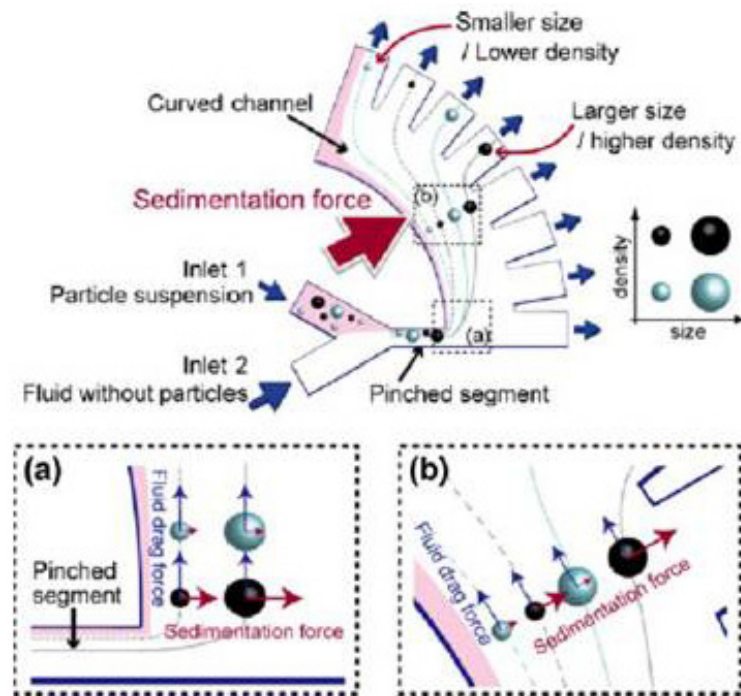 Smaller size
/ Lower density
Curved channel
Larger size
/ higher density
(b)
Sedimentation force
Inlet 1
Particle suspension
(a)
Inlet 2
Fluid without particles
Pinched segment
density
size
(a)
Fluid drag force
Pinched
segment
Sedimentation force
(b)
Fluid drag force
Sedimentation force